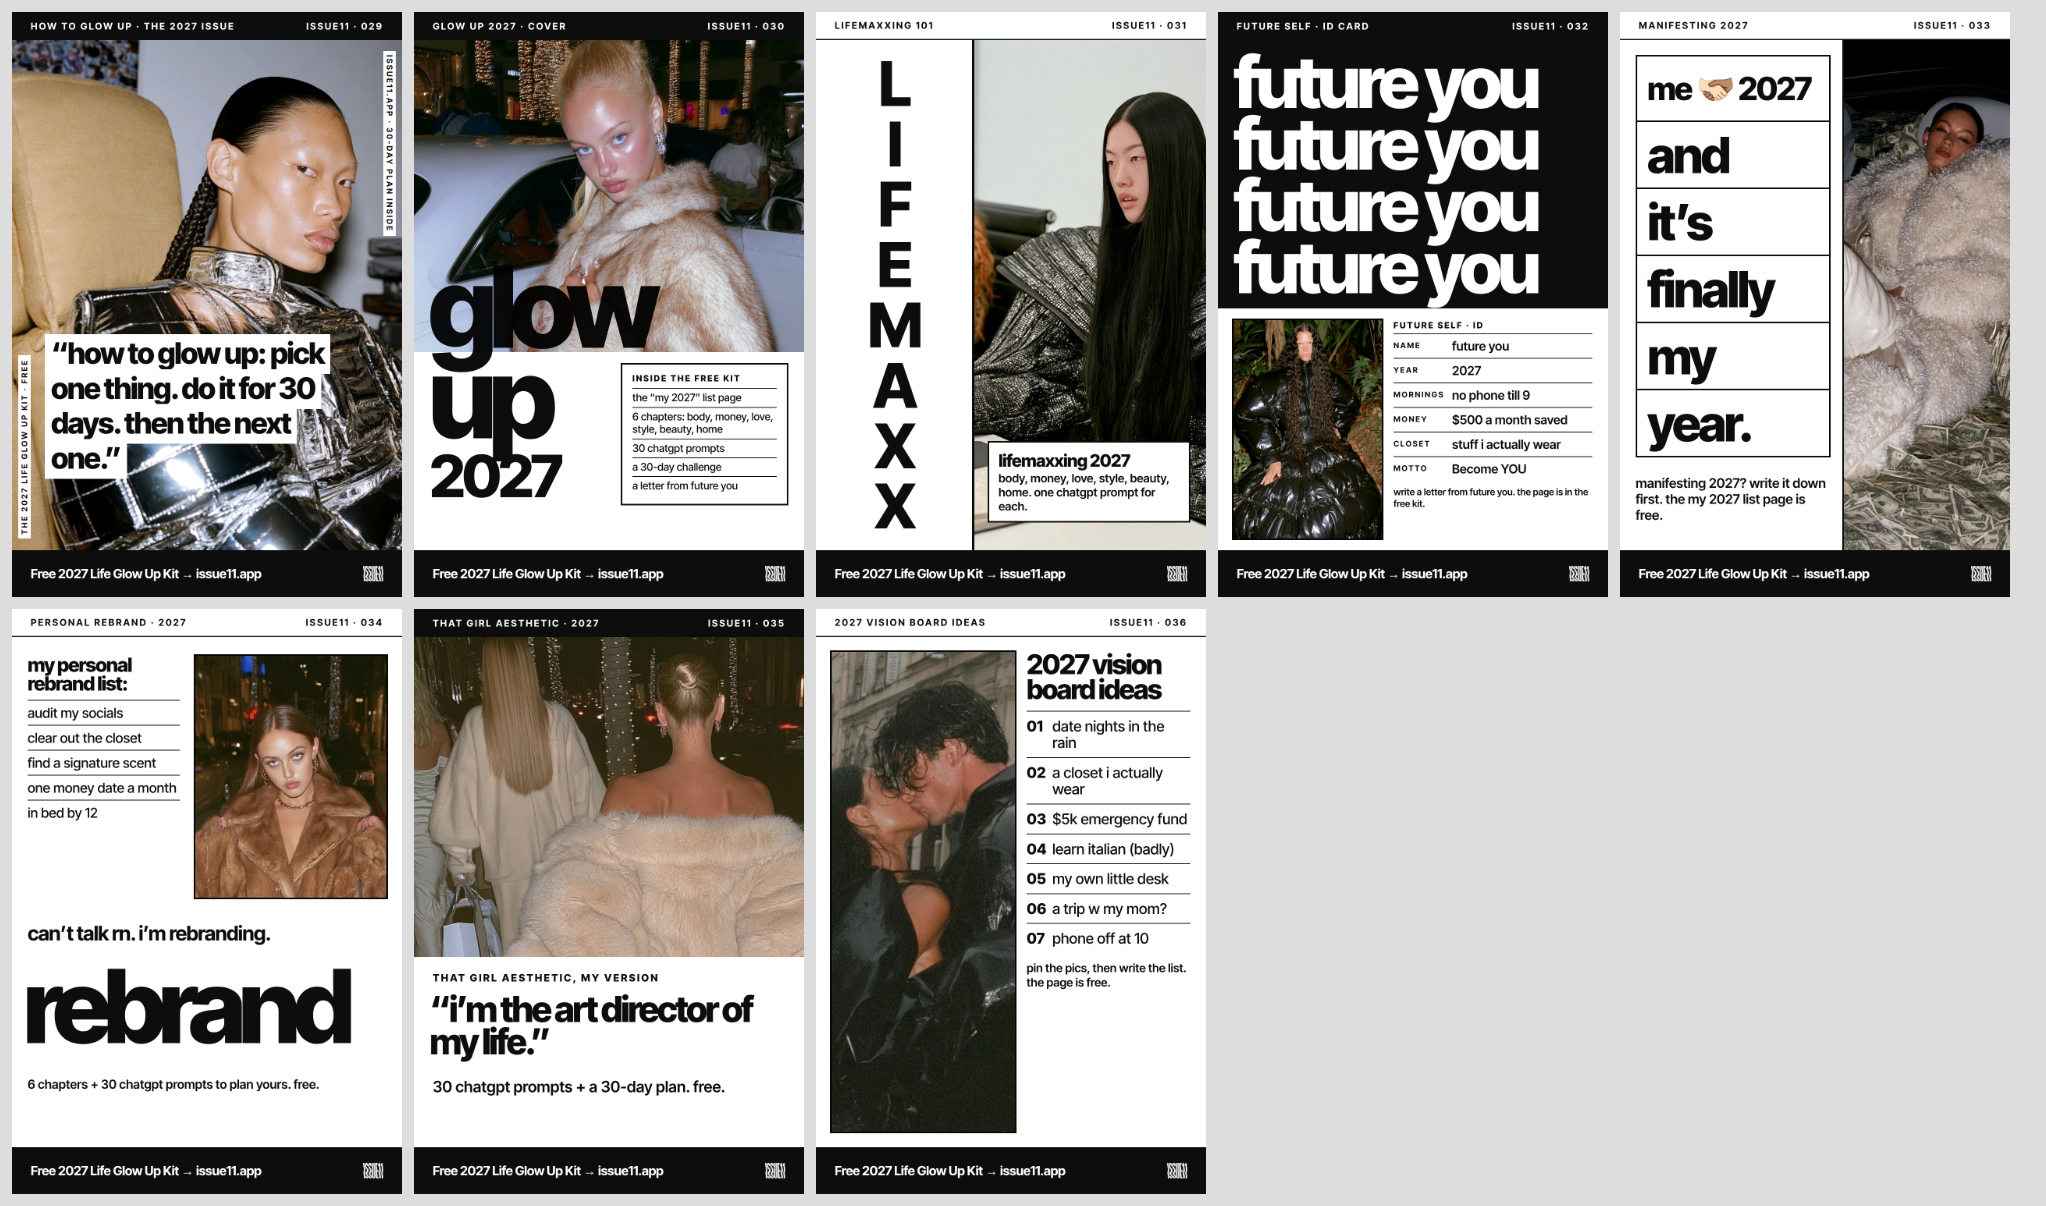 HOW TO GLOW UP · THE 2027 ISSUE
ISSUE11 · 029
ISSUE11.APP · 30-DAY PLAN INSIDE
THE 2027 LIFE GLOW UP KIT · FREE
“how to glow up: pick
one thing. do it for 30
days. then the next
one.”
Free 2027 Life Glow Up Kit → issue11.app
ISSUE11
ISSUE11
GLOW UP 2027 · COVER
ISSUE11 · 030
glow
up
2027
INSIDE THE FREE KIT
the “my 2027” list page
6 chapters: body, money, love,
style, beauty, home
30 chatgpt prompts
a 30-day challenge
a letter from future you
Free 2027 Life Glow Up Kit → issue11.app
ISSUE11
ISSUE11
LIFEMAXXING 101
ISSUE11 · 031
L
I
F
E
M
A
X
X
lifemaxxing 2027
body, money, love, style, beauty,
home. one chatgpt prompt for
each.
Free 2027 Life Glow Up Kit → issue11.app
ISSUE11
ISSUE11
FUTURE SELF · ID CARD
ISSUE11 · 032
future you
future you
future you
future you
FUTURE SELF · ID
NAME future you
YEAR 2027
MORNINGS no phone till 9
MONEY $500 a month saved
CLOSET stuff i actually wear
MOTTO Become YOU
write a letter from future you. the page is in the
free kit.
Free 2027 Life Glow Up Kit → issue11.app
ISSUE11
ISSUE11
MANIFESTING 2027
ISSUE11 · 033
me 🤝 2027
and
it’s
finally
my
year.
manifesting 2027? write it down
first. the my 2027 list page is
free.
Free 2027 Life Glow Up Kit → issue11.app
ISSUE11
ISSUE11
PERSONAL REBRAND · 2027
ISSUE11 · 034
my personal
rebrand list:
audit my socials
clear out the closet
find a signature scent
one money date a month
in bed by 12
can’t talk rn. i’m rebranding.
rebrand
6 chapters + 30 chatgpt prompts to plan yours. free.
Free 2027 Life Glow Up Kit → issue11.app
ISSUE11
ISSUE11
THAT GIRL AESTHETIC · 2027
ISSUE11 · 035
THAT GIRL AESTHETIC, MY VERSION
“i’m the art director of
my life.”
30 chatgpt prompts + a 30-day plan. free.
Free 2027 Life Glow Up Kit → issue11.app
ISSUE11
ISSUE11
2027 VISION BOARD IDEAS
ISSUE11 · 036
2027 vision
board ideas
01 date nights in the
rain
02 a closet i actually
wear
03 $5k emergency fund
04 learn italian (badly)
05 my own little desk
06 a trip w my mom?
07 phone off at 10
pin the pics, then write the list.
the page is free.
Free 2027 Life Glow Up Kit → issue11.app
ISSUE11
ISSUE11